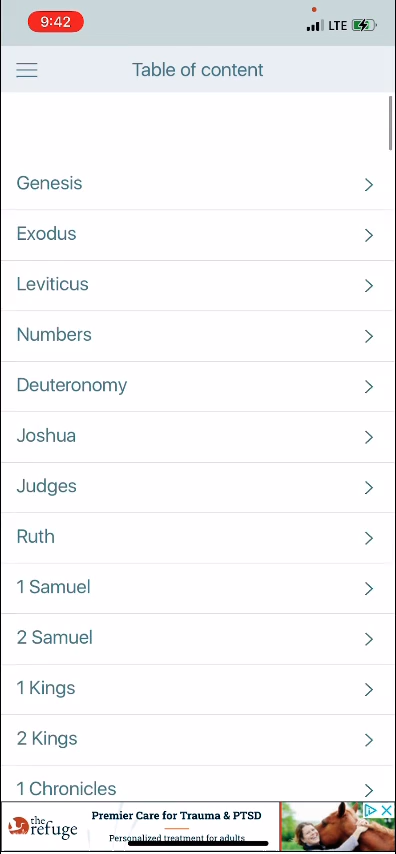 9:42
LTE
Table of content
Genesis
Exodus
Leviticus
Numbers
Deuteronomy
Joshua
Judges
Ruth
1 Samuel
2 Samuel
1 Kings
2 Kings
1 Chronicles
the refuge
Premier Care for Trauma & PTSD
Personalized treatment for adults